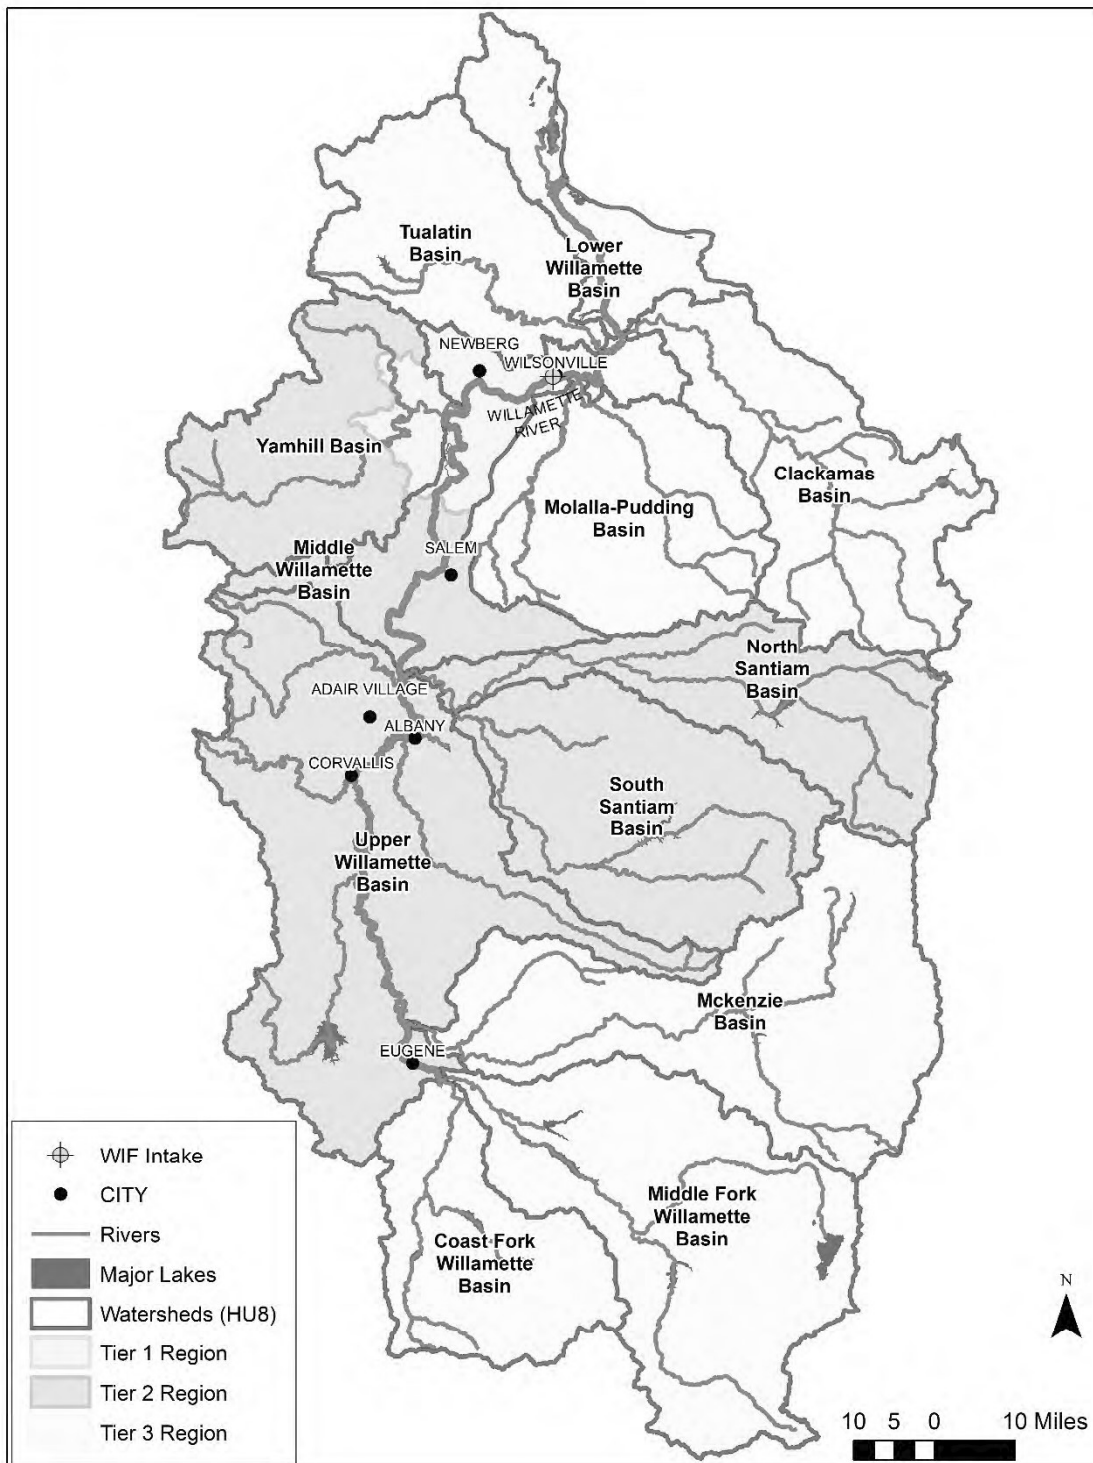 Tualatin
Basin
Lower
Willamette
Basin
NEWBERG
WILSONVILLE
WILLAMETTE
RIVER
Yamhill Basin
Clackamas
Basin
Molalla-Pudding
Basin
Middle
Willamette
Basin
SALEM
North
Santiam
Basin
ADAIR VILLAGE
ALBANY
CORVALLIS
South
Santiam
Basin
Upper
Willamette
Basin
Mckenzie
Basin
EUGENE
Middle Fork
Willamette
Basin
Coast Fork
Willamette
Basin
WIF Intake
CITY
Rivers
Major Lakes
Watersheds (HU8)
Tier 1 Region
Tier 2 Region
Tier 3 Region
N
10 5 0 10 Miles